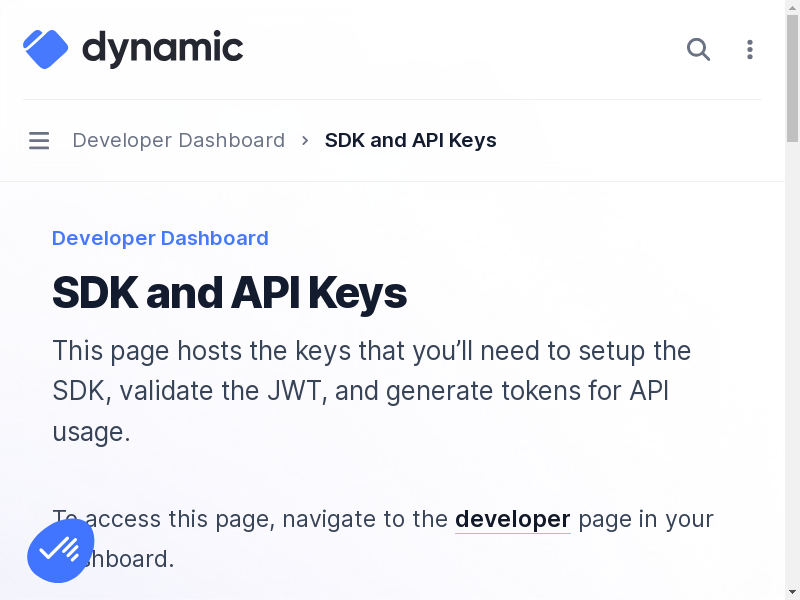 dynamic
Developer Dashboard > SDK and API Keys
Developer Dashboard
SDK and API Keys
This page hosts the keys that you’ll need to setup the
SDK, validate the JWT, and generate tokens for API
usage.
To access this page, navigate to the developer page in your
shboard.